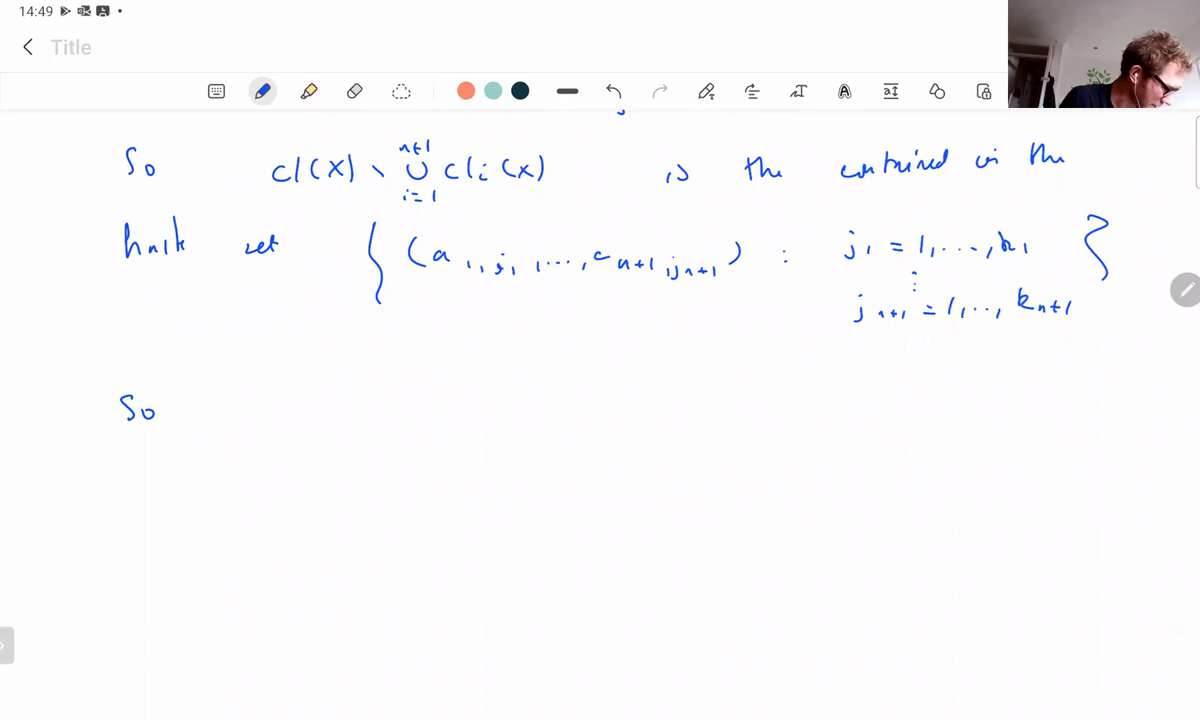 14:49
Title
So cl(X) \ ⋃_{i=1}^{n+1} cl_i(X) is the contained in the
finite set { (a_{1,j_1}, ..., a_{n+1,j_{n+1}}) : j_1 = 1, ..., k_1
⋮
j_{n+1} = 1, ..., k_{n+1} }
So